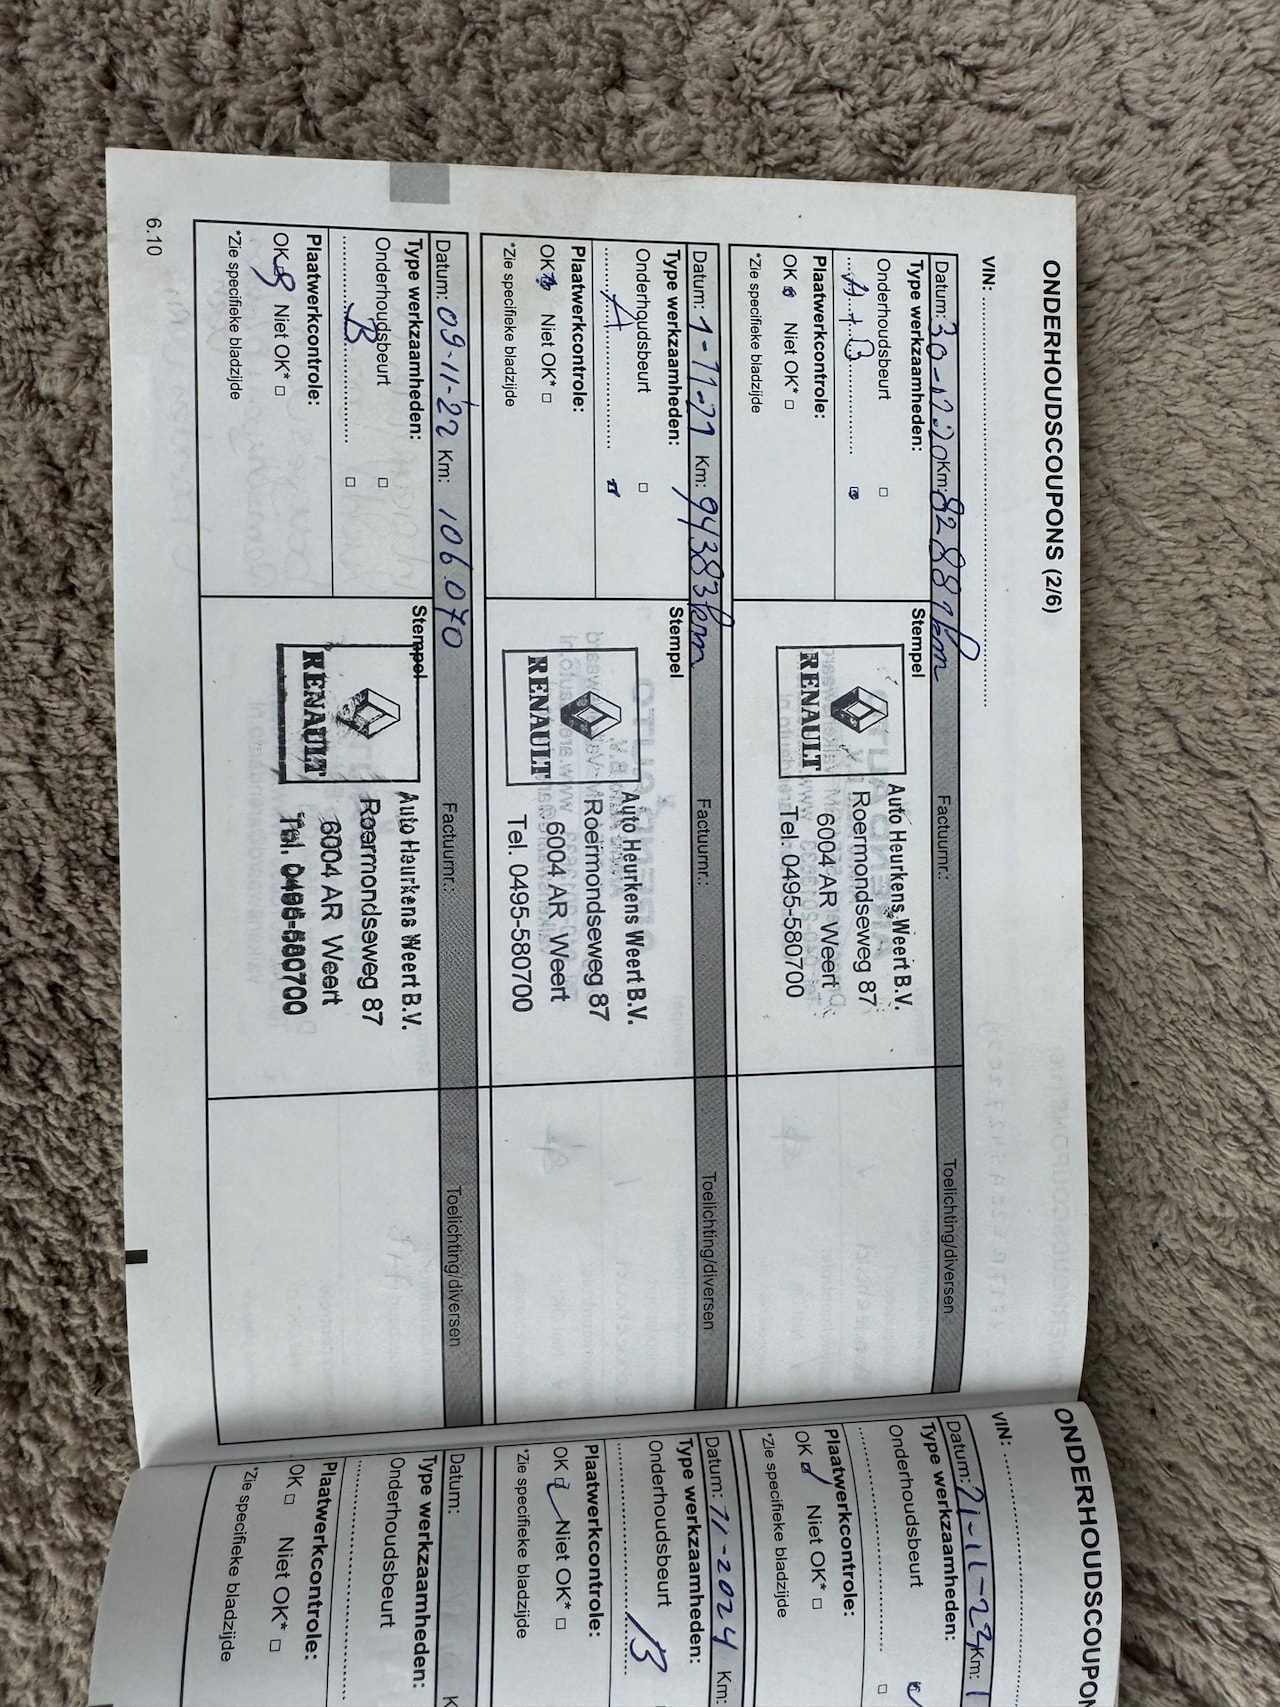 ONDERHOUDSCOUPONS (2/6)
VIN: ..............................
Datum: 30-12-20 Km: 82881km Factuurnr.: Toelichting/diversen
Type werkzaamheden: Stempel
Onderhoudsbeurt □
A+B
Plaatwerkcontrole:
OK Niet OK* □
*Zie specifieke bladzijde
RENAULT
Auto Heurkens Weert B.V.
Roermondseweg 87
6004 AR Weert
Tel. 0495-580700
Datum: 1-11-21 Km: 94383km Factuurnr.: Toelichting/diversen
Type werkzaamheden: Stempel
Onderhoudsbeurt □
A
Plaatwerkcontrole:
OK Niet OK* □
*Zie specifieke bladzijde
RENAULT
Auto Heurkens Weert B.V.
Roermondseweg 87
6004 AR Weert
Tel. 0495-580700
Datum: 09-11-'22 Km: 106.070 Factuurnr.: Toelichting/diversen
Type werkzaamheden: Stempel
Onderhoudsbeurt □
B □
Plaatwerkcontrole:
OK Niet OK* □
*Zie specifieke bladzijde
RENAULT
Auto Heurkens Weert B.V.
Roermondseweg 87
6004 AR Weert
Tel. 0495-580700
6.10
ONDERHOUDSCOUPON
VIN:
Datum: 21-11-23 Km: 1
Type werkzaamheden:
Onderhoudsbeurt
Plaatwerkcontrole:
OK Niet OK* □
*Zie specifieke bladzijde
Datum: 11-2024 Km:
Type werkzaamheden:
Onderhoudsbeurt
B
Plaatwerkcontrole:
OK Niet OK* □
*Zie specifieke bladzijde
Datum: K
Type werkzaamheden:
Onderhoudsbeurt
Plaatwerkcontrole:
OK □ Niet OK* □
*Zie specifieke bladzijde